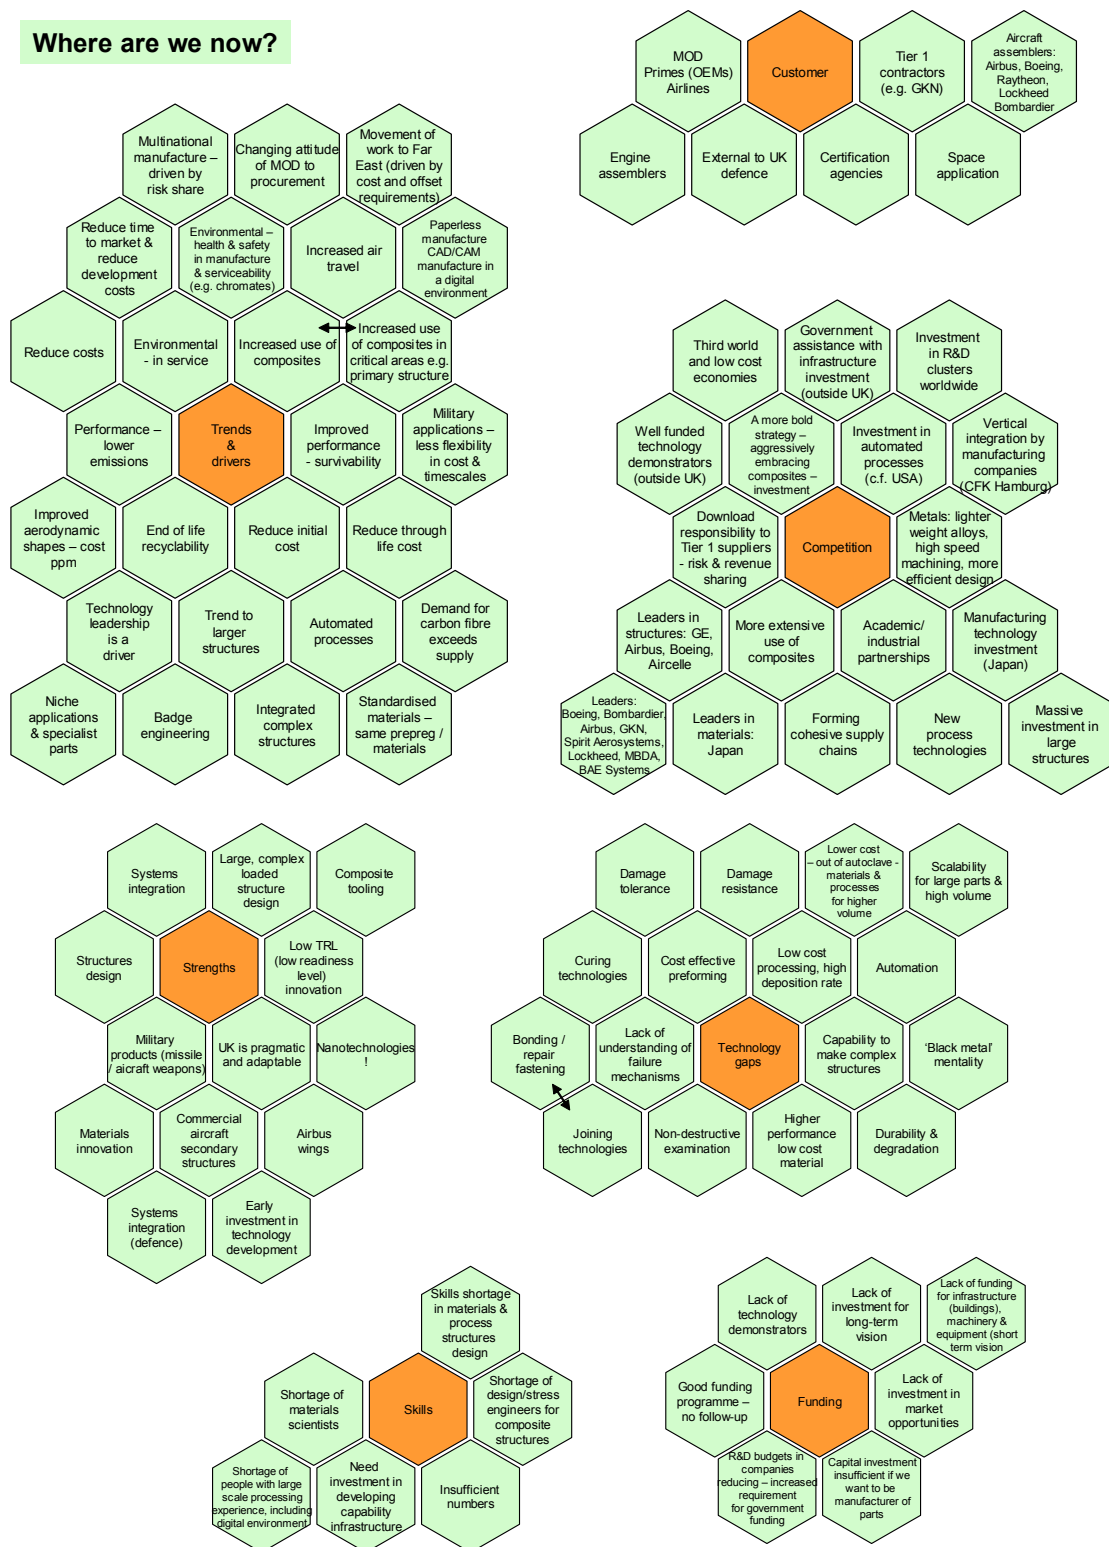 Where are we now?
MOD
Primes (OEMs)
Airlines
Customer
Tier 1
contractors
(e.g. GKN)
Aircraft
assemblers:
Airbus, Boeing,
Raytheon,
Lockheed
Bombardier
Engine
assemblers
External to UK
defence
Certification
agencies
Space
application
Multinational
manufacture –
driven by
risk share
Changing attitude
of MOD to
procurement
Movement of
work to Far
East (driven by
cost and offset
requirements)
Reduce time
to market &
reduce
development
costs
Environmental –
health & safety
in manufacture
& serviceability
(e.g. chromates)
Increased air
travel
Paperless
manufacture
CAD/CAM
manufacture in
a digital
environment
Reduce costs
Environmental
- in service
Increased use of
composites
Increased use
of composites in
critical areas e.g.
primary structure
Performance –
lower
emissions
Trends
&
drivers
Improved
performance
- survivability
Military
applications –
less flexibility
in cost &
timescales
Improved
aerodynamic
shapes – cost
ppm
End of life
recyclability
Reduce initial
cost
Reduce through
life cost
Technology
leadership
is a
driver
Trend to
larger
structures
Automated
processes
Demand for
carbon fibre
exceeds
supply
Niche
applications
& specialist
parts
Badge
engineering
Integrated
complex
structures
Standardised
materials –
same prepreg /
materials
Third world
and low cost
economies
Government
assistance with
infrastructure
investment
(outside UK)
Investment
in R&D
clusters
worldwide
Well funded
technology
demonstrators
(outside UK)
A more bold
strategy –
aggressively
embracing
composites –
investment
Investment in
automated
processes
(c.f. USA)
Vertical
integration by
manufacturing
companies
(CFK Hamburg)
Download
responsibility to
Tier 1 suppliers
- risk & revenue
sharing
Competition
Metals: lighter
weight alloys,
high speed
machining, more
efficient design
Leaders in
structures: GE,
Airbus, Boeing,
Aircelle
More extensive
use of
composites
Academic/
industrial
partnerships
Manufacturing
technology
investment
(Japan)
Leaders:
Boeing, Bombardier,
Airbus, GKN,
Spirit Aerosystems,
Lockheed, MBDA,
BAE Systems
Leaders in
materials:
Japan
Forming
cohesive supply
chains
New
process
technologies
Massive
investment in
large
structures
Systems
integration
Large, complex
loaded
structure
design
Composite
tooling
Structures
design
Strengths
Low TRL
(low readiness
level)
innovation
Military
products (missile
/ aicraft weapons)
UK is pragmatic
and adaptable
Nanotechnologies
!
Materials
innovation
Commercial
aircraft
secondary
structures
Airbus
wings
Systems
integration
(defence)
Early
investment in
technology
development
Damage
tolerance
Damage
resistance
Lower cost
– out of autoclave -
materials &
processes
for higher
volume
Scalability
for large parts &
high volume
Curing
technologies
Cost effective
preforming
Low cost
processing, high
deposition rate
Automation
Bonding /
repair
fastening
Lack of
understanding of
failure
mechanisms
Technology
gaps
Capability to
make complex
structures
‘Black metal’
mentality
Joining
technologies
Non-destructive
examination
Higher
performance
low cost
material
Durability &
degradation
Skills shortage
in materials &
process
structures
design
Shortage of
materials
scientists
Skills
Shortage of
design/stress
engineers for
composite
structures
Shortage of
people with large
scale processing
experience, including
digital environment
Need
investment in
developing
capability
infrastructure
Insufficient
numbers
Lack of
technology
demonstrators
Lack of
investment for
long-term
vision
Lack of funding
for infrastructure
(buildings),
machinery &
equipment (short
term vision
Good funding
programme –
no follow-up
Funding
Lack of
investment in
market
opportunities
R&D budgets in
companies
reducing – increased
requirement
for government
funding
Capital investment
insufficient if we
want to be
manufacturer of
parts